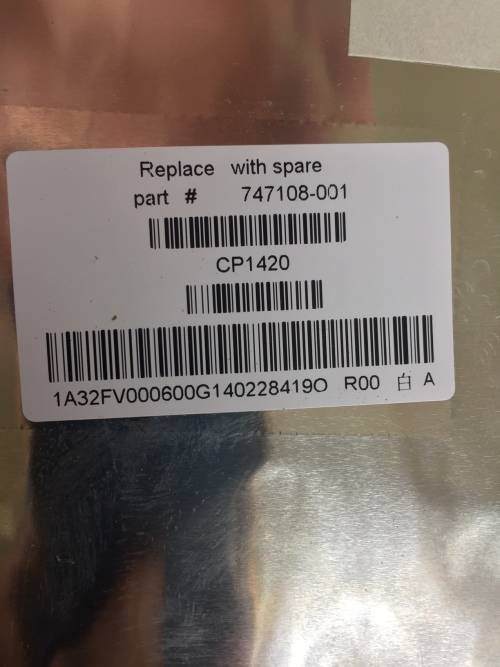 Replace with spare
part # 747108-001
CP1420
1A32FV000600G140228419O R00 白 A